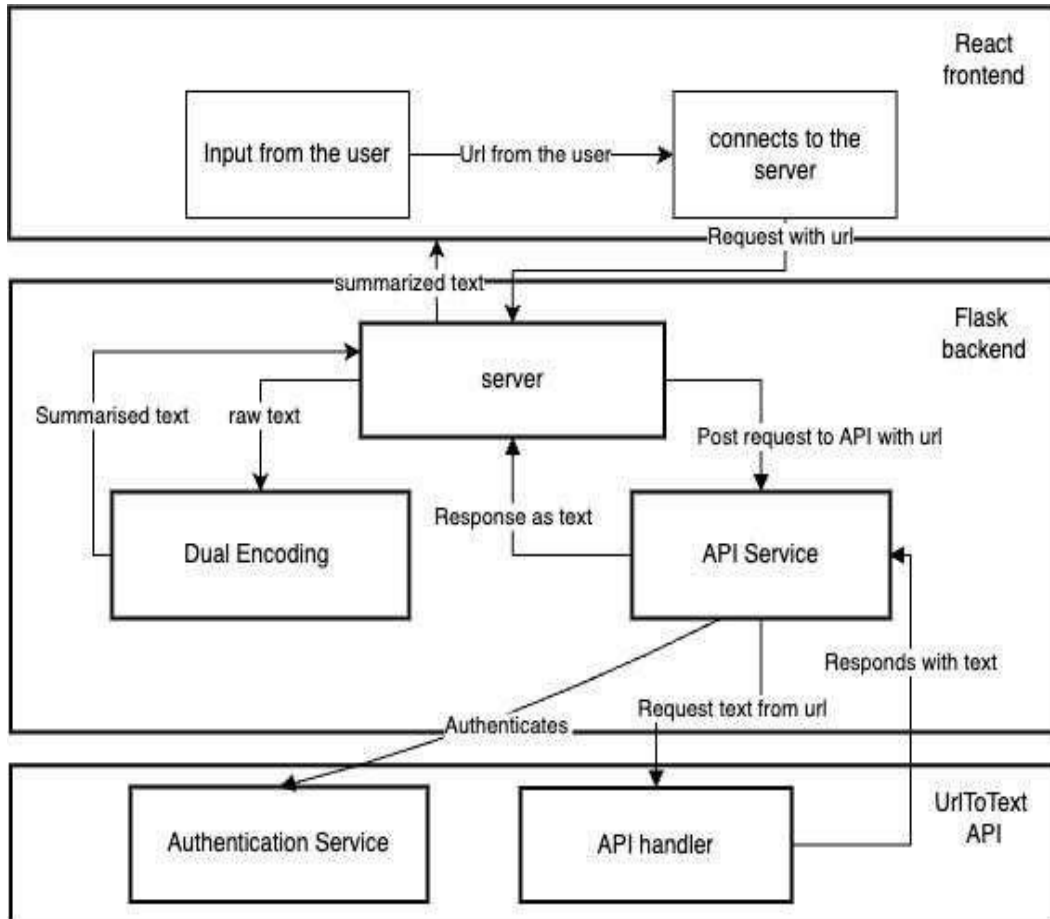 React
frontend
Input from the user
Url from the user
connects to the
server
Request with url
summarized text
Flask
backend
server
Summarised text
raw text
Post request to API with url
Response as text
Dual Encoding
API Service
Responds with text
Request text from url
Authenticates
UrlToText
API
Authentication Service
API handler